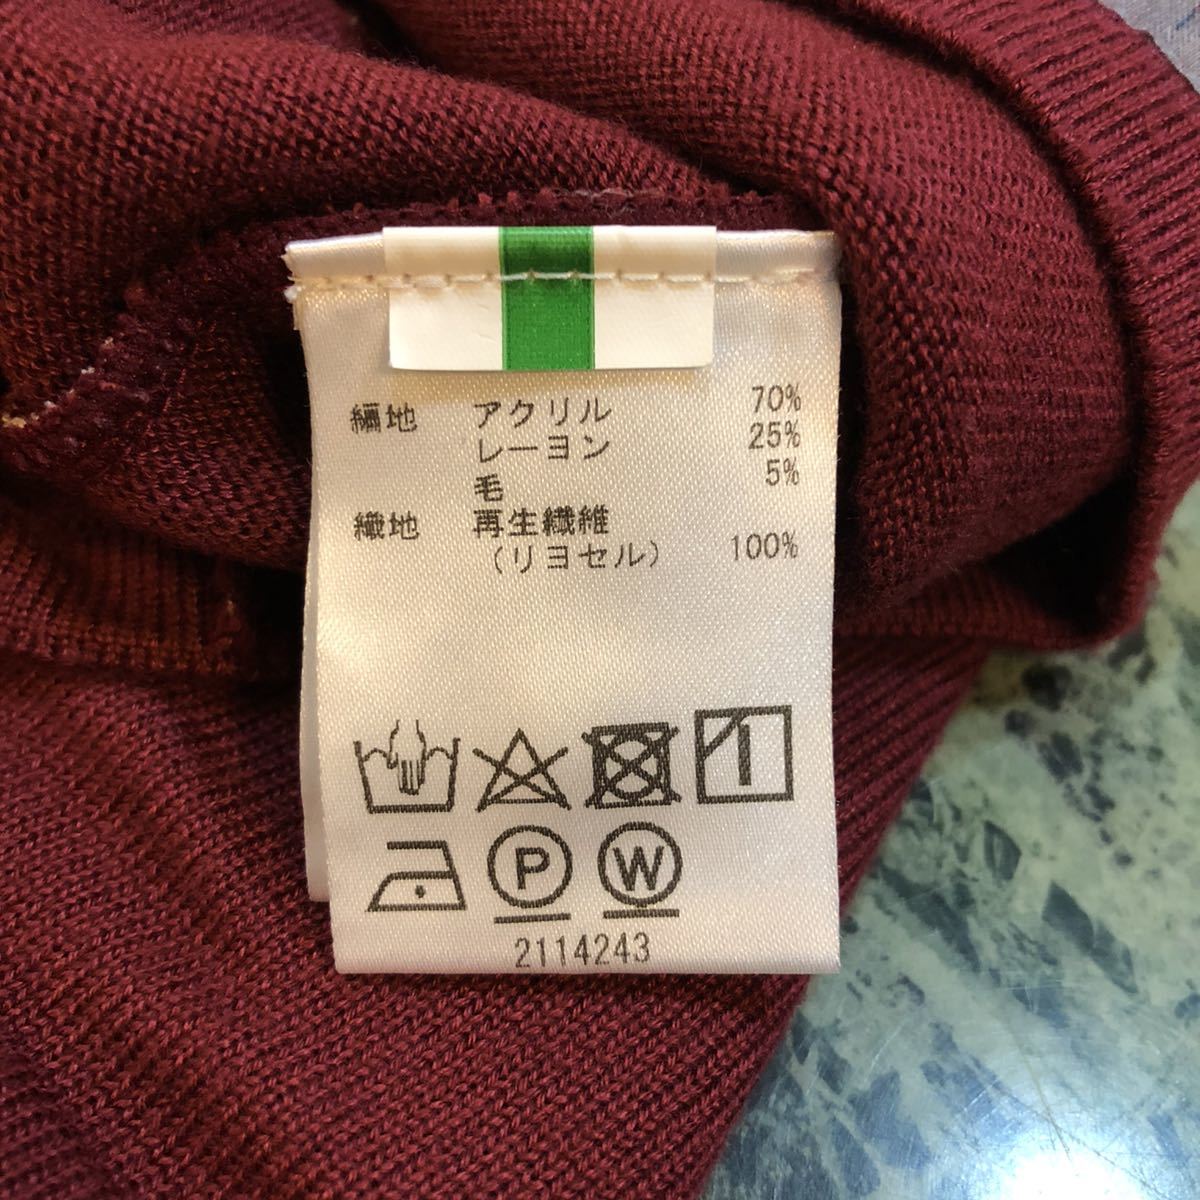 編地 アクリル 70%
レーヨン 25%
毛 5%
織地 再生繊維
(リヨセル) 100%
P W
2114243